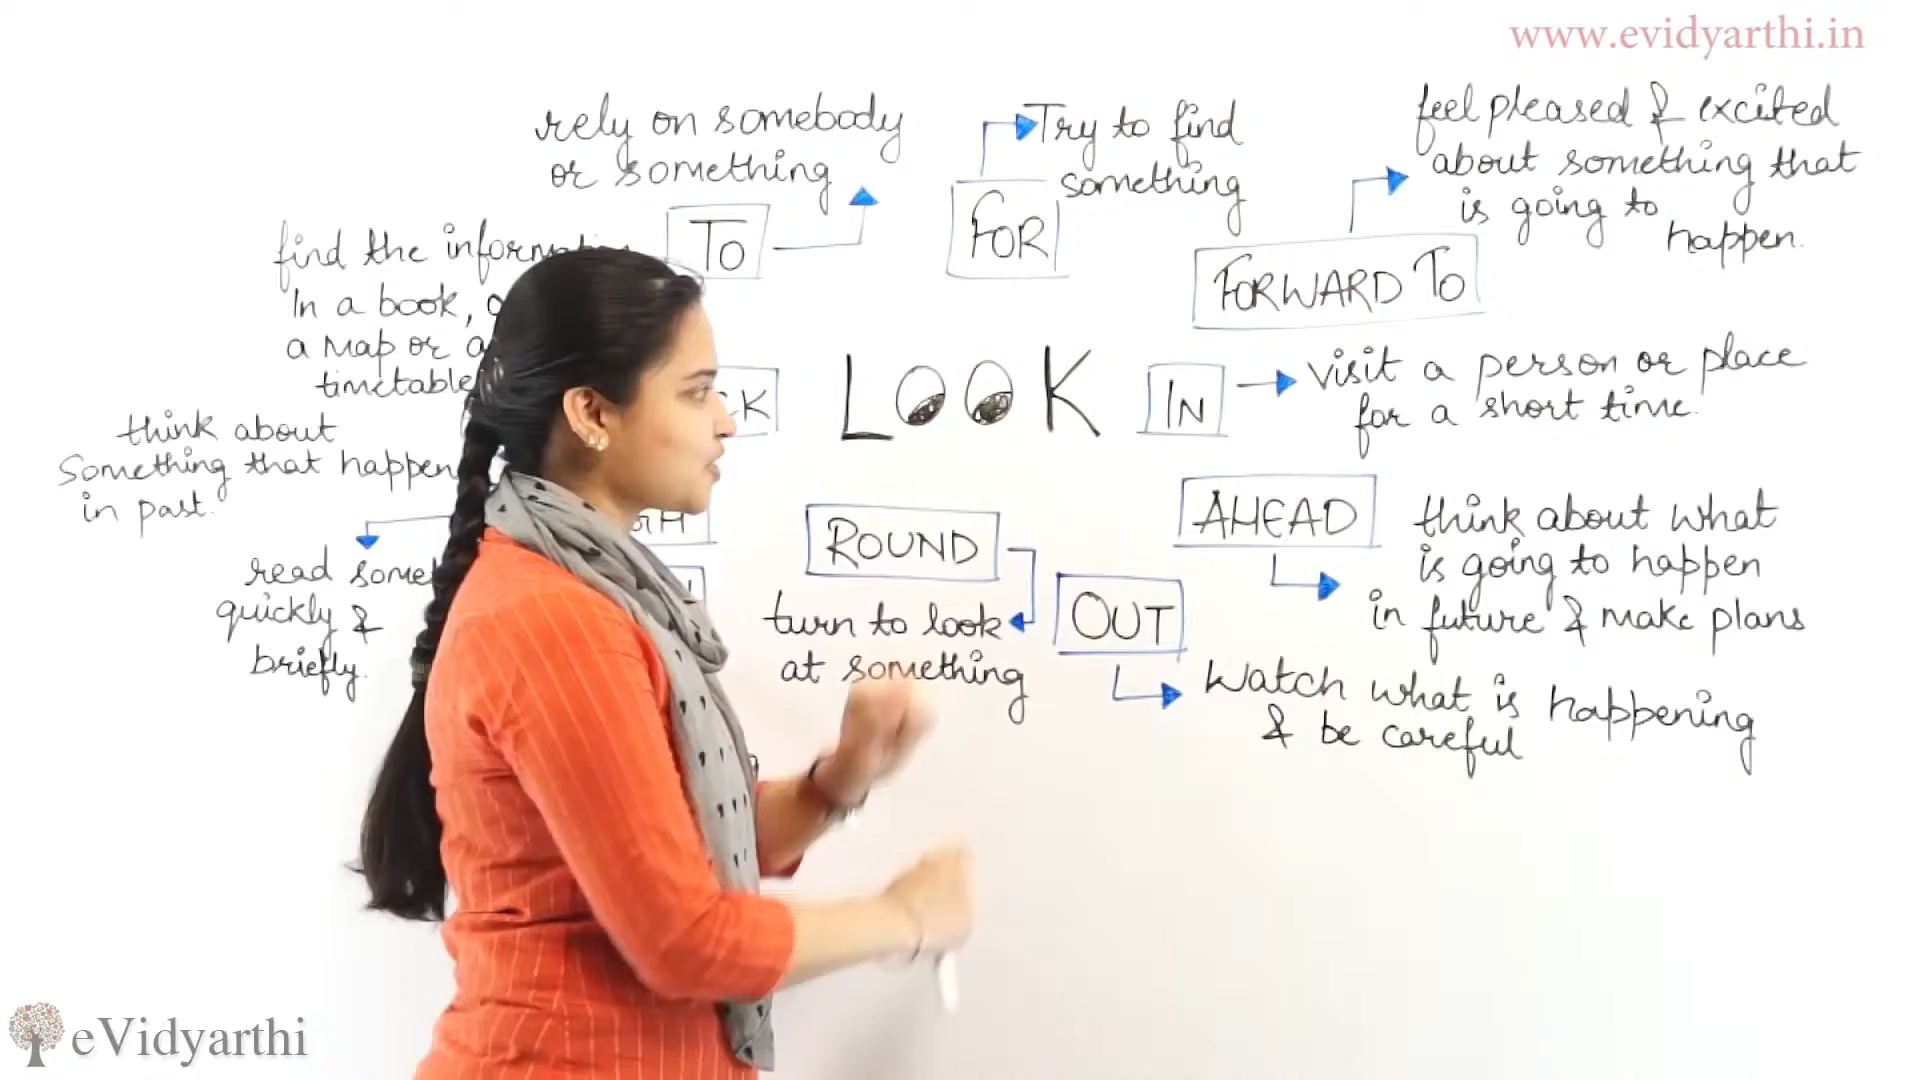 www.evidyarthi.in
rely on somebody
or something
TO
Try to find
something
FOR
feel pleased & excited
about something that
is going to
happen.
FORWARD TO
find the
In a book,
a map or a
timetable
LOOK
IN
visit a person or place
for a short time.
think about
Something that happen
in past.
read
quickly &
briefly.
ROUND
turn to look
at something
AHEAD
think about what
is going to happen
in future & make plans
OUT
Watch what is happening
& be careful
eVidyarthi